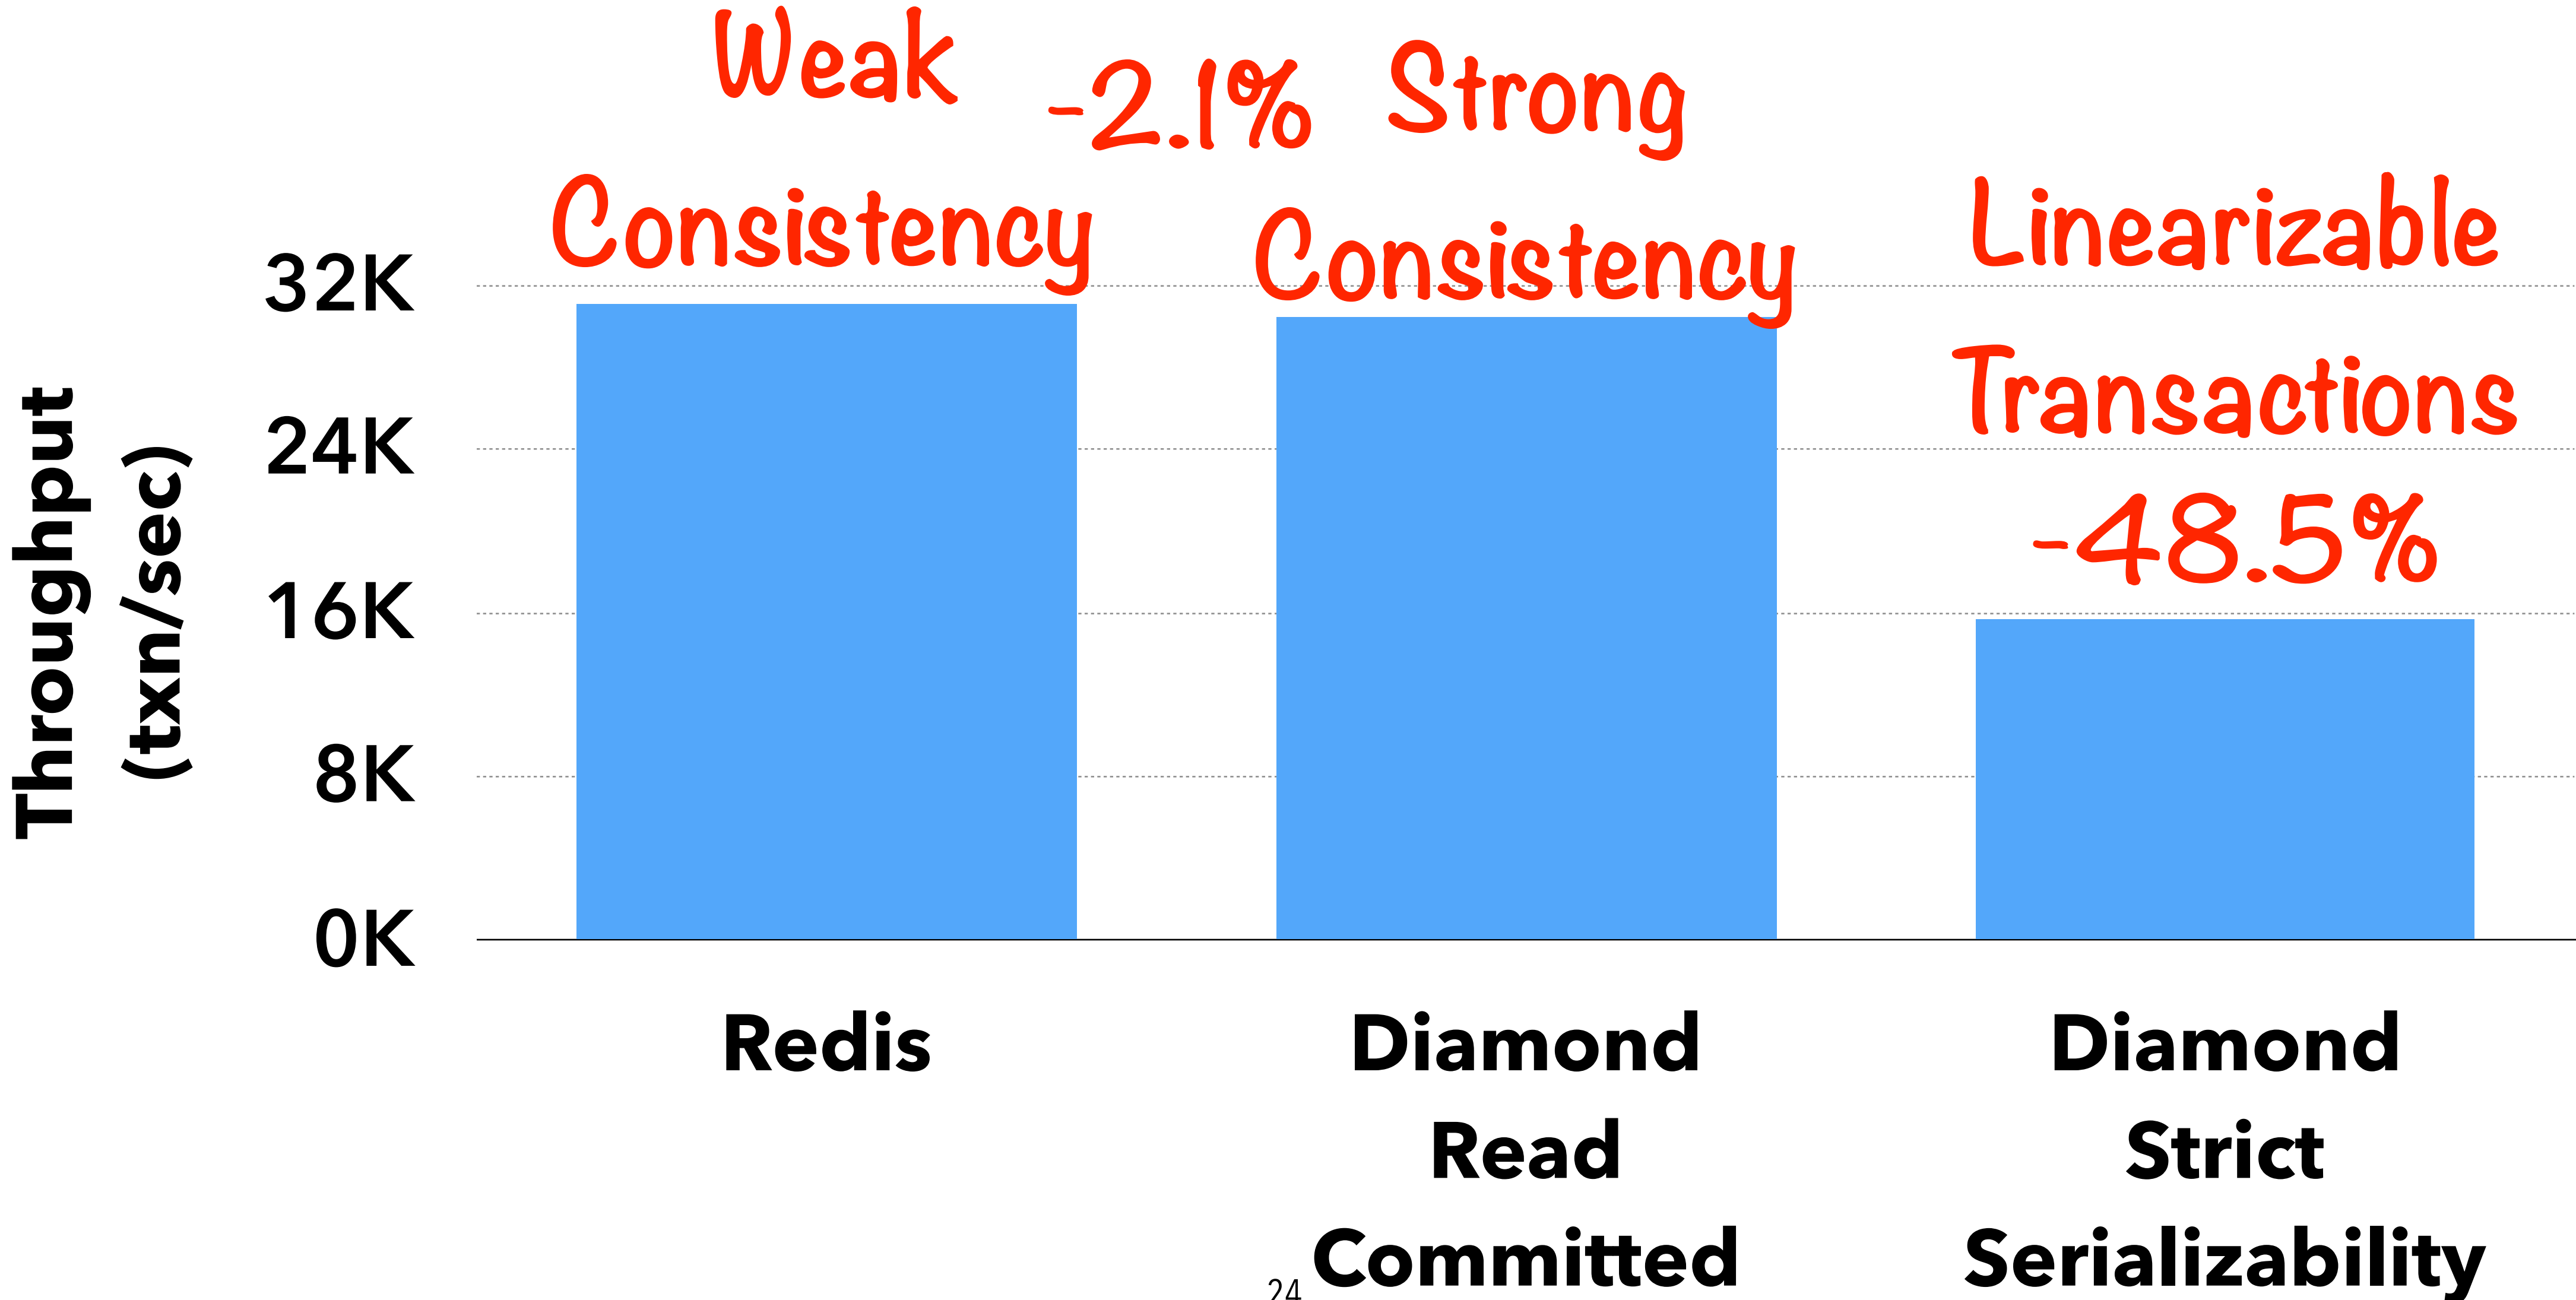 Weak
Consistency
-2.1%
Strong
Consistency
Linearizable
Transactions
-48.5%
Throughput
(txn/sec)
32K
24K
16K
8K
0K
Redis
Diamond
Read
Committed
Diamond
Strict
Serializability
24